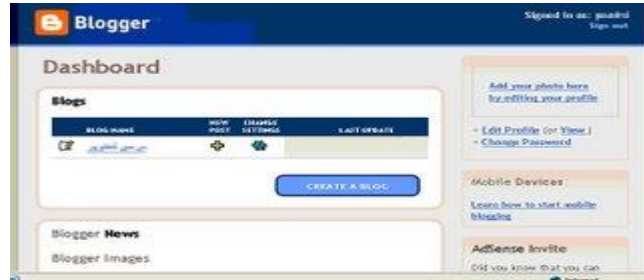 Blogger
Signed in as:
Sign out
Dashboard
Blogs
BLOG NAME
NEW POST
CHANGE SETTINGS
LAST UPDATE
CREATE A BLOG
Blogger News
Blogger Images
Add your photo here
by editing your profile
- Edit Profile (or View)
- Change Password
Mobile Devices
Learn how to start mobile
blogging
AdSense Invite
Did you know that you can
Internet